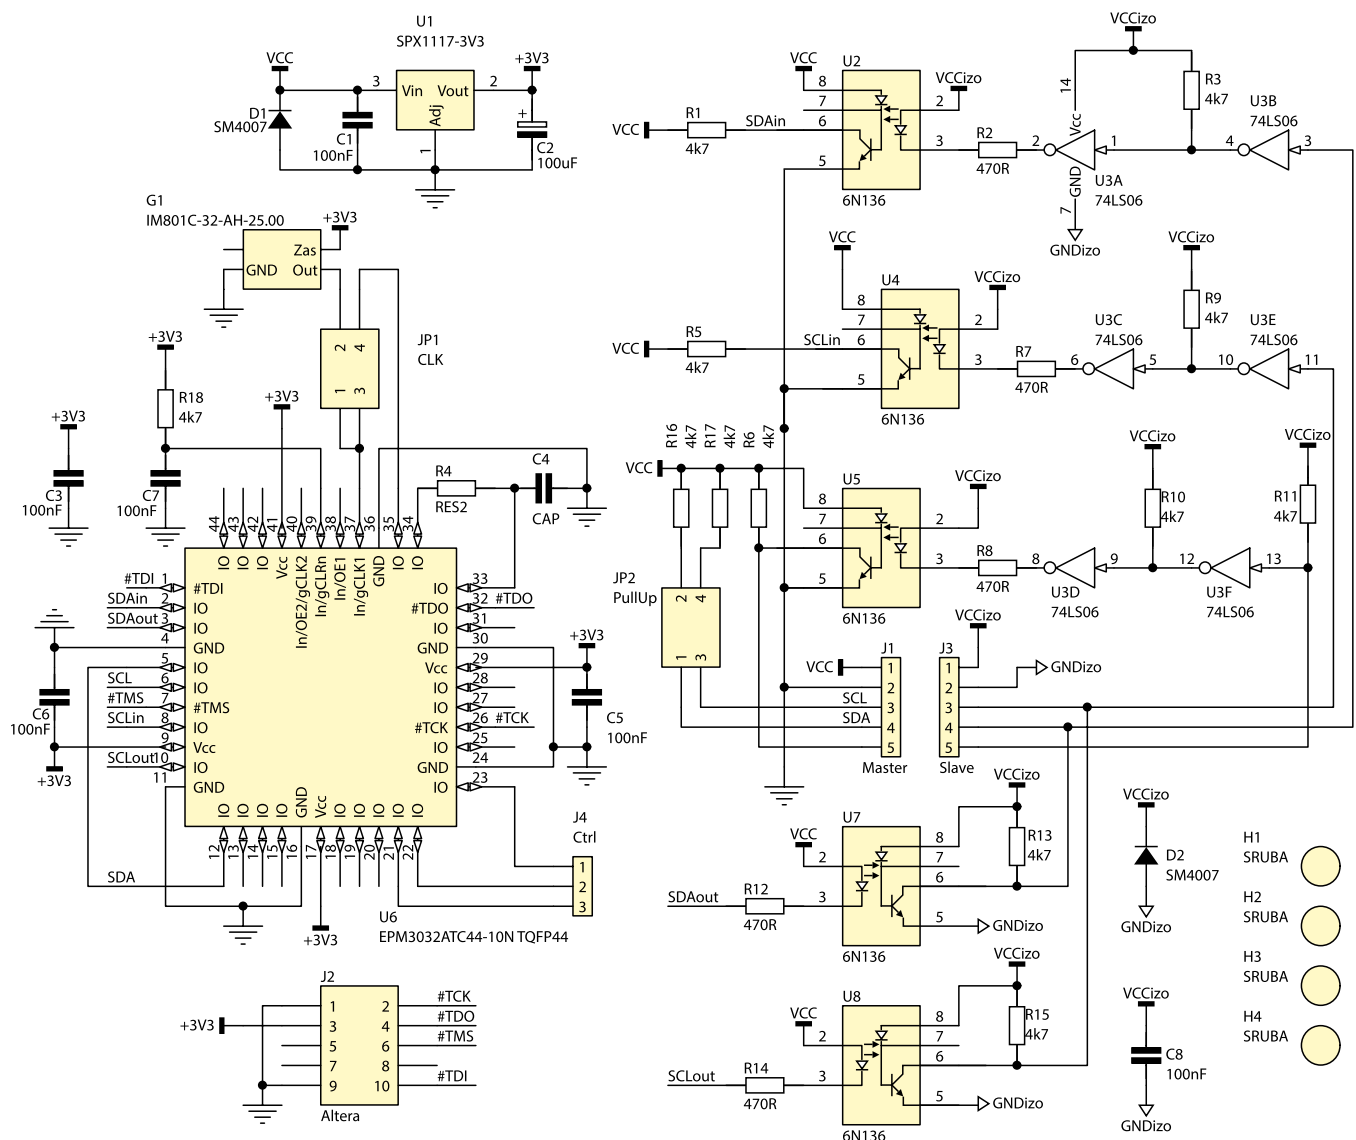 U1
SPX1117-3V3
VCC
+3V3
3
Vin
Vout
2
Adj
1
D1
SM4007
C1
100nF
+
C2
100uF
G1
IM801C-32-AH-25.00
+3V3
Zas
GND
Out
JP1
CLK
2
4
1
3
+3V3
R18
4k7
+3V3
+3V3
C3
100nF
C7
100nF
R4
RES2
C4
CAP
44
43
42
41
40
39
38
37
36
35
34
IO
IO
IO
Vcc
In/OE2/gCLK2
In/gCLRn
In/OE1
In/gCLK1
GND
IO
IO
#TDI 1 #TDI
SDAin 2 IO
SDAout 3 IO
4 GND
5 IO
SCL 6 IO
#TMS 7 #TMS
SCLin 8 IO
9 Vcc
SCLout 10 IO
11 GND
IO 33
#TDO 32 #TDO
IO 31
GND 30
Vcc 29
IO 28
IO 27
#TCK 26 #TCK
IO 25
GND 24
IO 23
+3V3
C5
100nF
C6
100nF
+3V3
IO
IO
IO
IO
GND
Vcc
IO
IO
IO
IO
IO
12
13
14
15
16
17
18
19
20
21
22
SDA
+3V3
J4
Ctrl
1
2
3
U6
EPM3032ATC44-10N TQFP44
J2
1 2 #TCK
+3V3 3 4 #TDO
5 6 #TMS
7 8
9 10 #TDI
Altera
VCC
R1
4k7
SDAin
VCC
U2
8
7
6
5
2
3
6N136
VCCizo
R2
470R
2
1
14
Vcc
GND
7
GNDizo
U3A
74LS06
VCCizo
R3
4k7
U3B
74LS06
4
3
VCC
R5
4k7
SCLin
VCC
U4
8
7
6
5
2
3
6N136
VCCizo
R7
470R
U3C
74LS06
6
5
VCCizo
R9
4k7
U3E
74LS06
10
11
R16
4k7
R17
4k7
R6
4k7
VCC
U5
8
7
6
5
2
3
6N136
VCCizo
R8
470R
8
9
U3D
74LS06
VCCizo
R10
4k7
12
13
U3F
74LS06
VCCizo
R11
4k7
JP2
PullUp
2
4
1
3
VCC
SCL
SDA
J1
1
2
3
4
5
Master
J3
1
2
3
4
5
Slave
VCCizo
GNDizo
SDAout
R12
470R
VCC
U7
2
3
8
7
6
5
6N136
VCCizo
R13
4k7
GNDizo
SCLout
R14
470R
VCC
U8
2
3
8
7
6
5
6N136
VCCizo
R15
4k7
GNDizo
VCCizo
D2
SM4007
GNDizo
VCCizo
C8
100nF
GNDizo
H1
SRUBA
H2
SRUBA
H3
SRUBA
H4
SRUBA